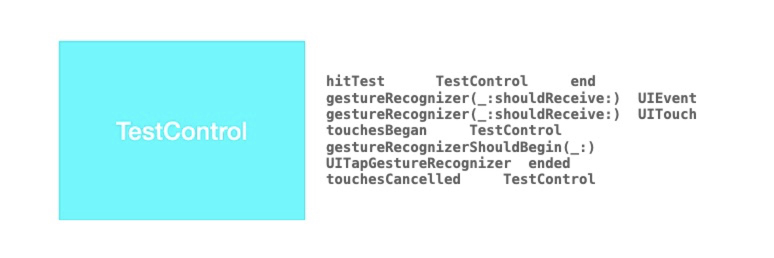 TestControl
hitTest TestControl end
gestureRecognizer(_:shouldReceive:) UIEvent
gestureRecognizer(_:shouldReceive:) UITouch
touchesBegan TestControl
gestureRecognizerShouldBegin(_:)
UITapGestureRecognizer ended
touchesCancelled TestControl